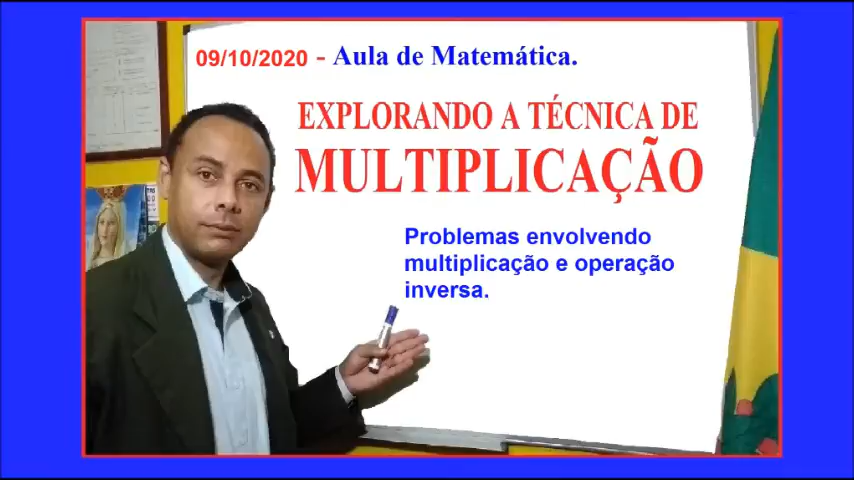 09/10/2020 - Aula de Matemática.
EXPLORANDO A TÉCNICA DE
MULTIPLICAÇÃO
Problemas envolvendo
multiplicação e operação
inversa.